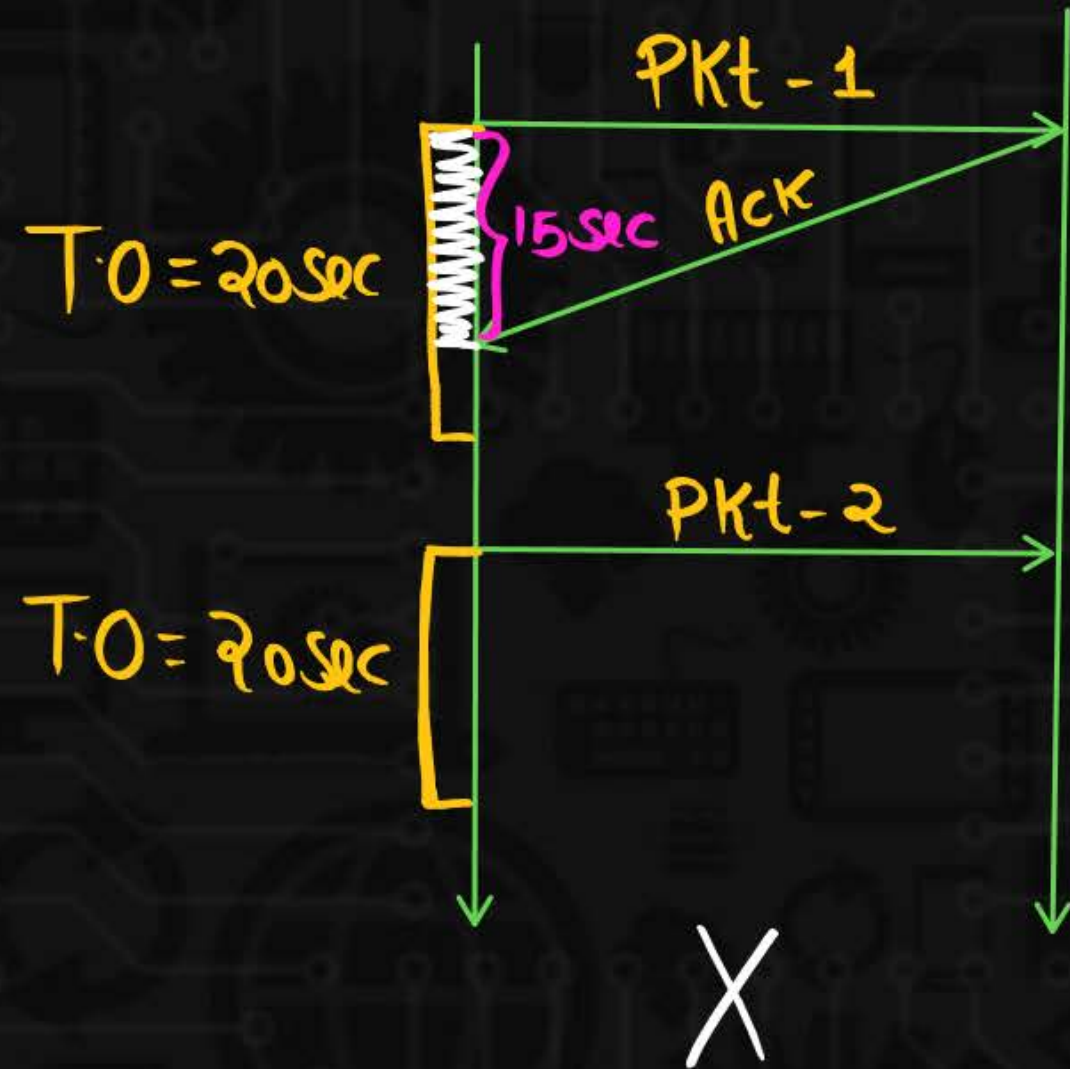 PKt - 1
Ack
15sec
T.O = 20sec
PKt - 2
T.O = 20sec
X